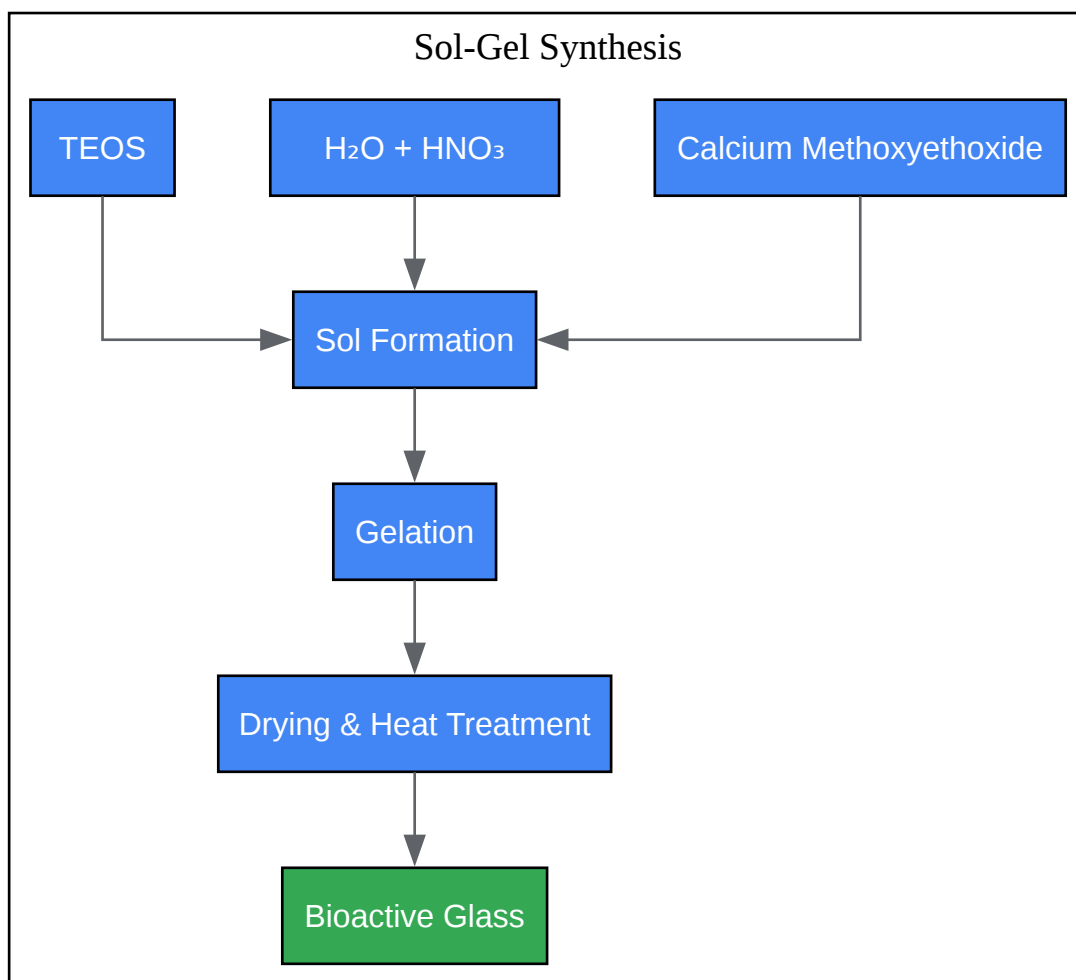 Sol-Gel Synthesis
TEOS
H₂O + HNO₃
Calcium Methoxyethoxide
Sol Formation
Gelation
Drying & Heat Treatment
Bioactive Glass